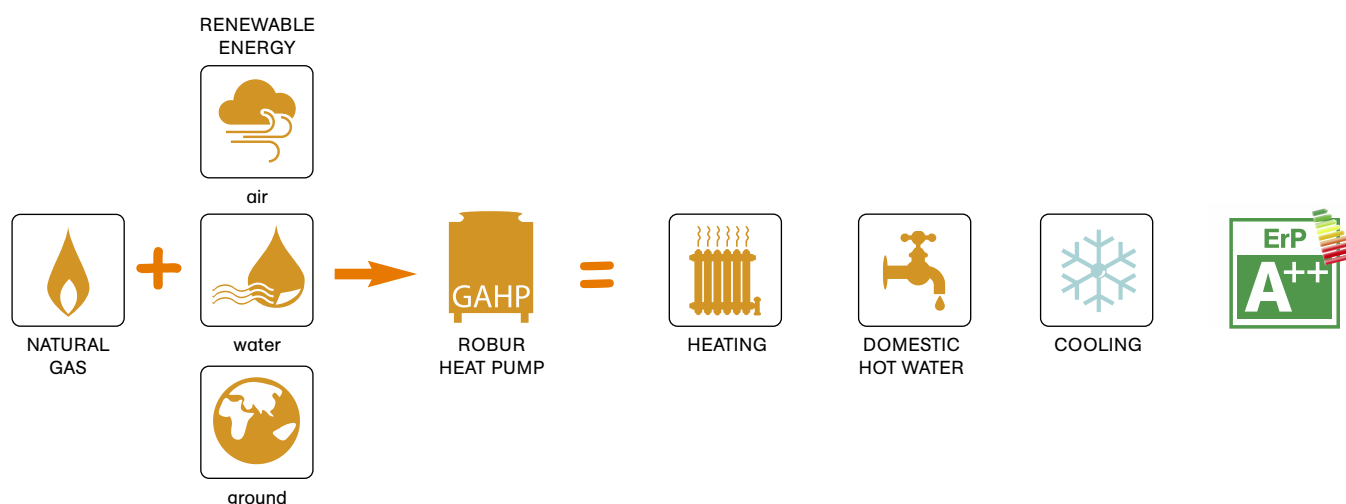 RENEWABLE
ENERGY
air
NATURAL
GAS
water
ground
GAHP
ROBUR
HEAT PUMP
HEATING
DOMESTIC
HOT WATER
COOLING
ErP
A++